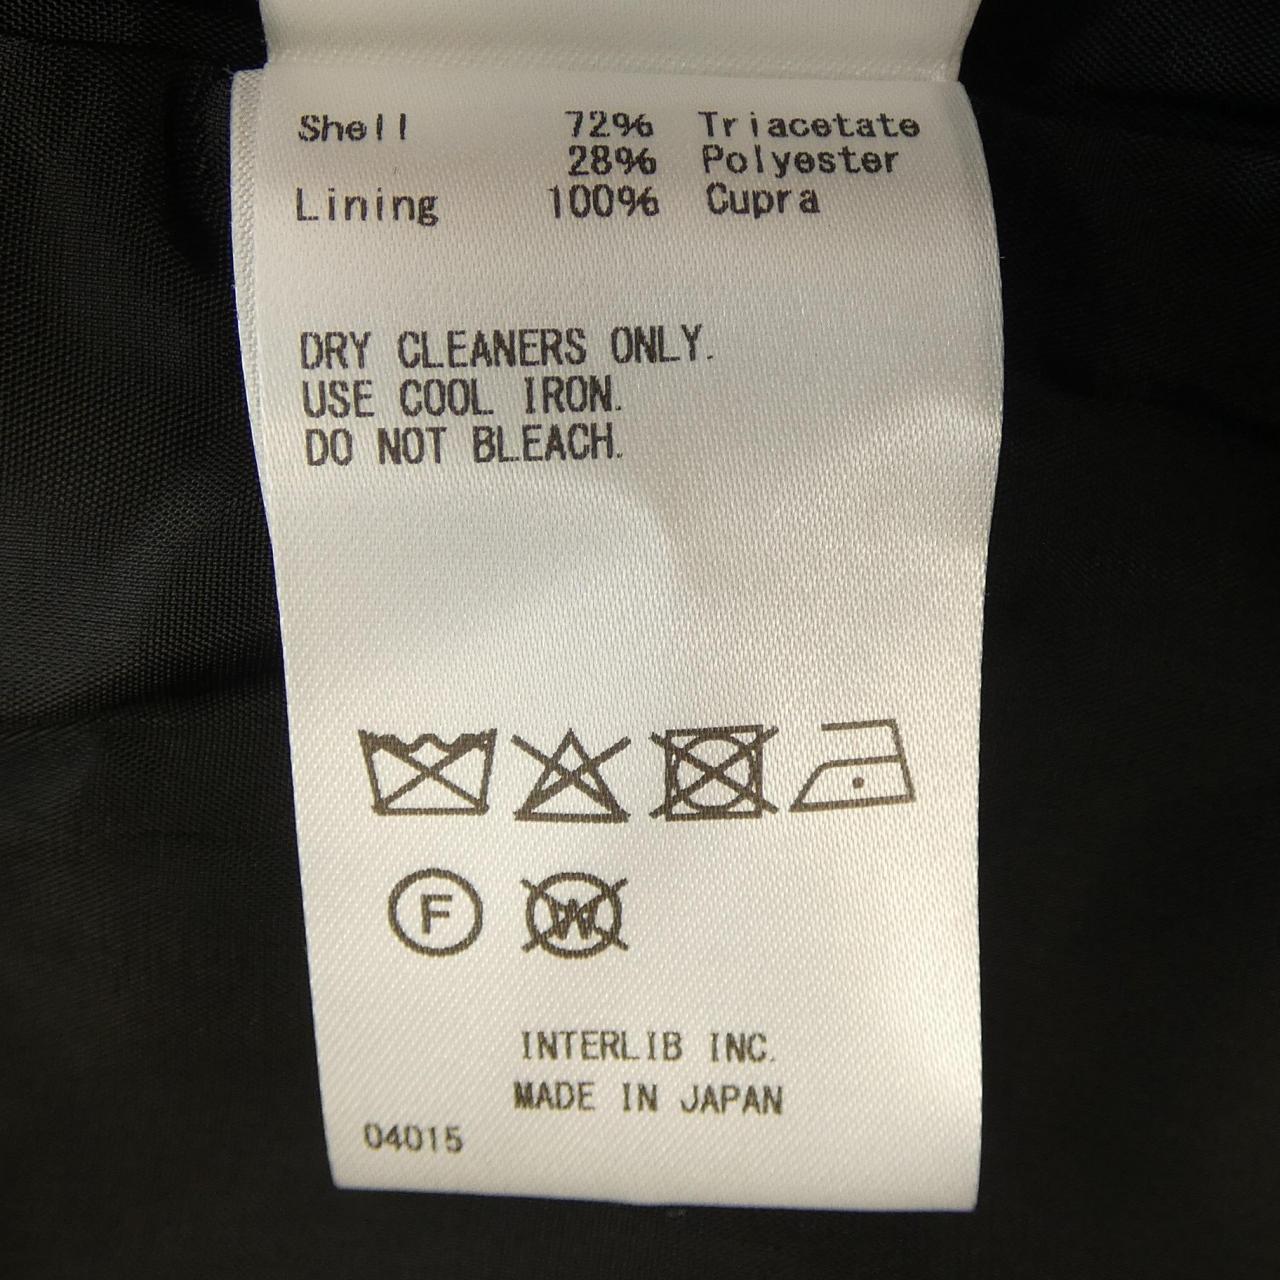 Shell 72% Triacetate
28% Polyester
Lining 100% Cupra
DRY CLEANERS ONLY.
USE COOL IRON.
DO NOT BLEACH.
F W
INTERLIB INC.
MADE IN JAPAN
04015